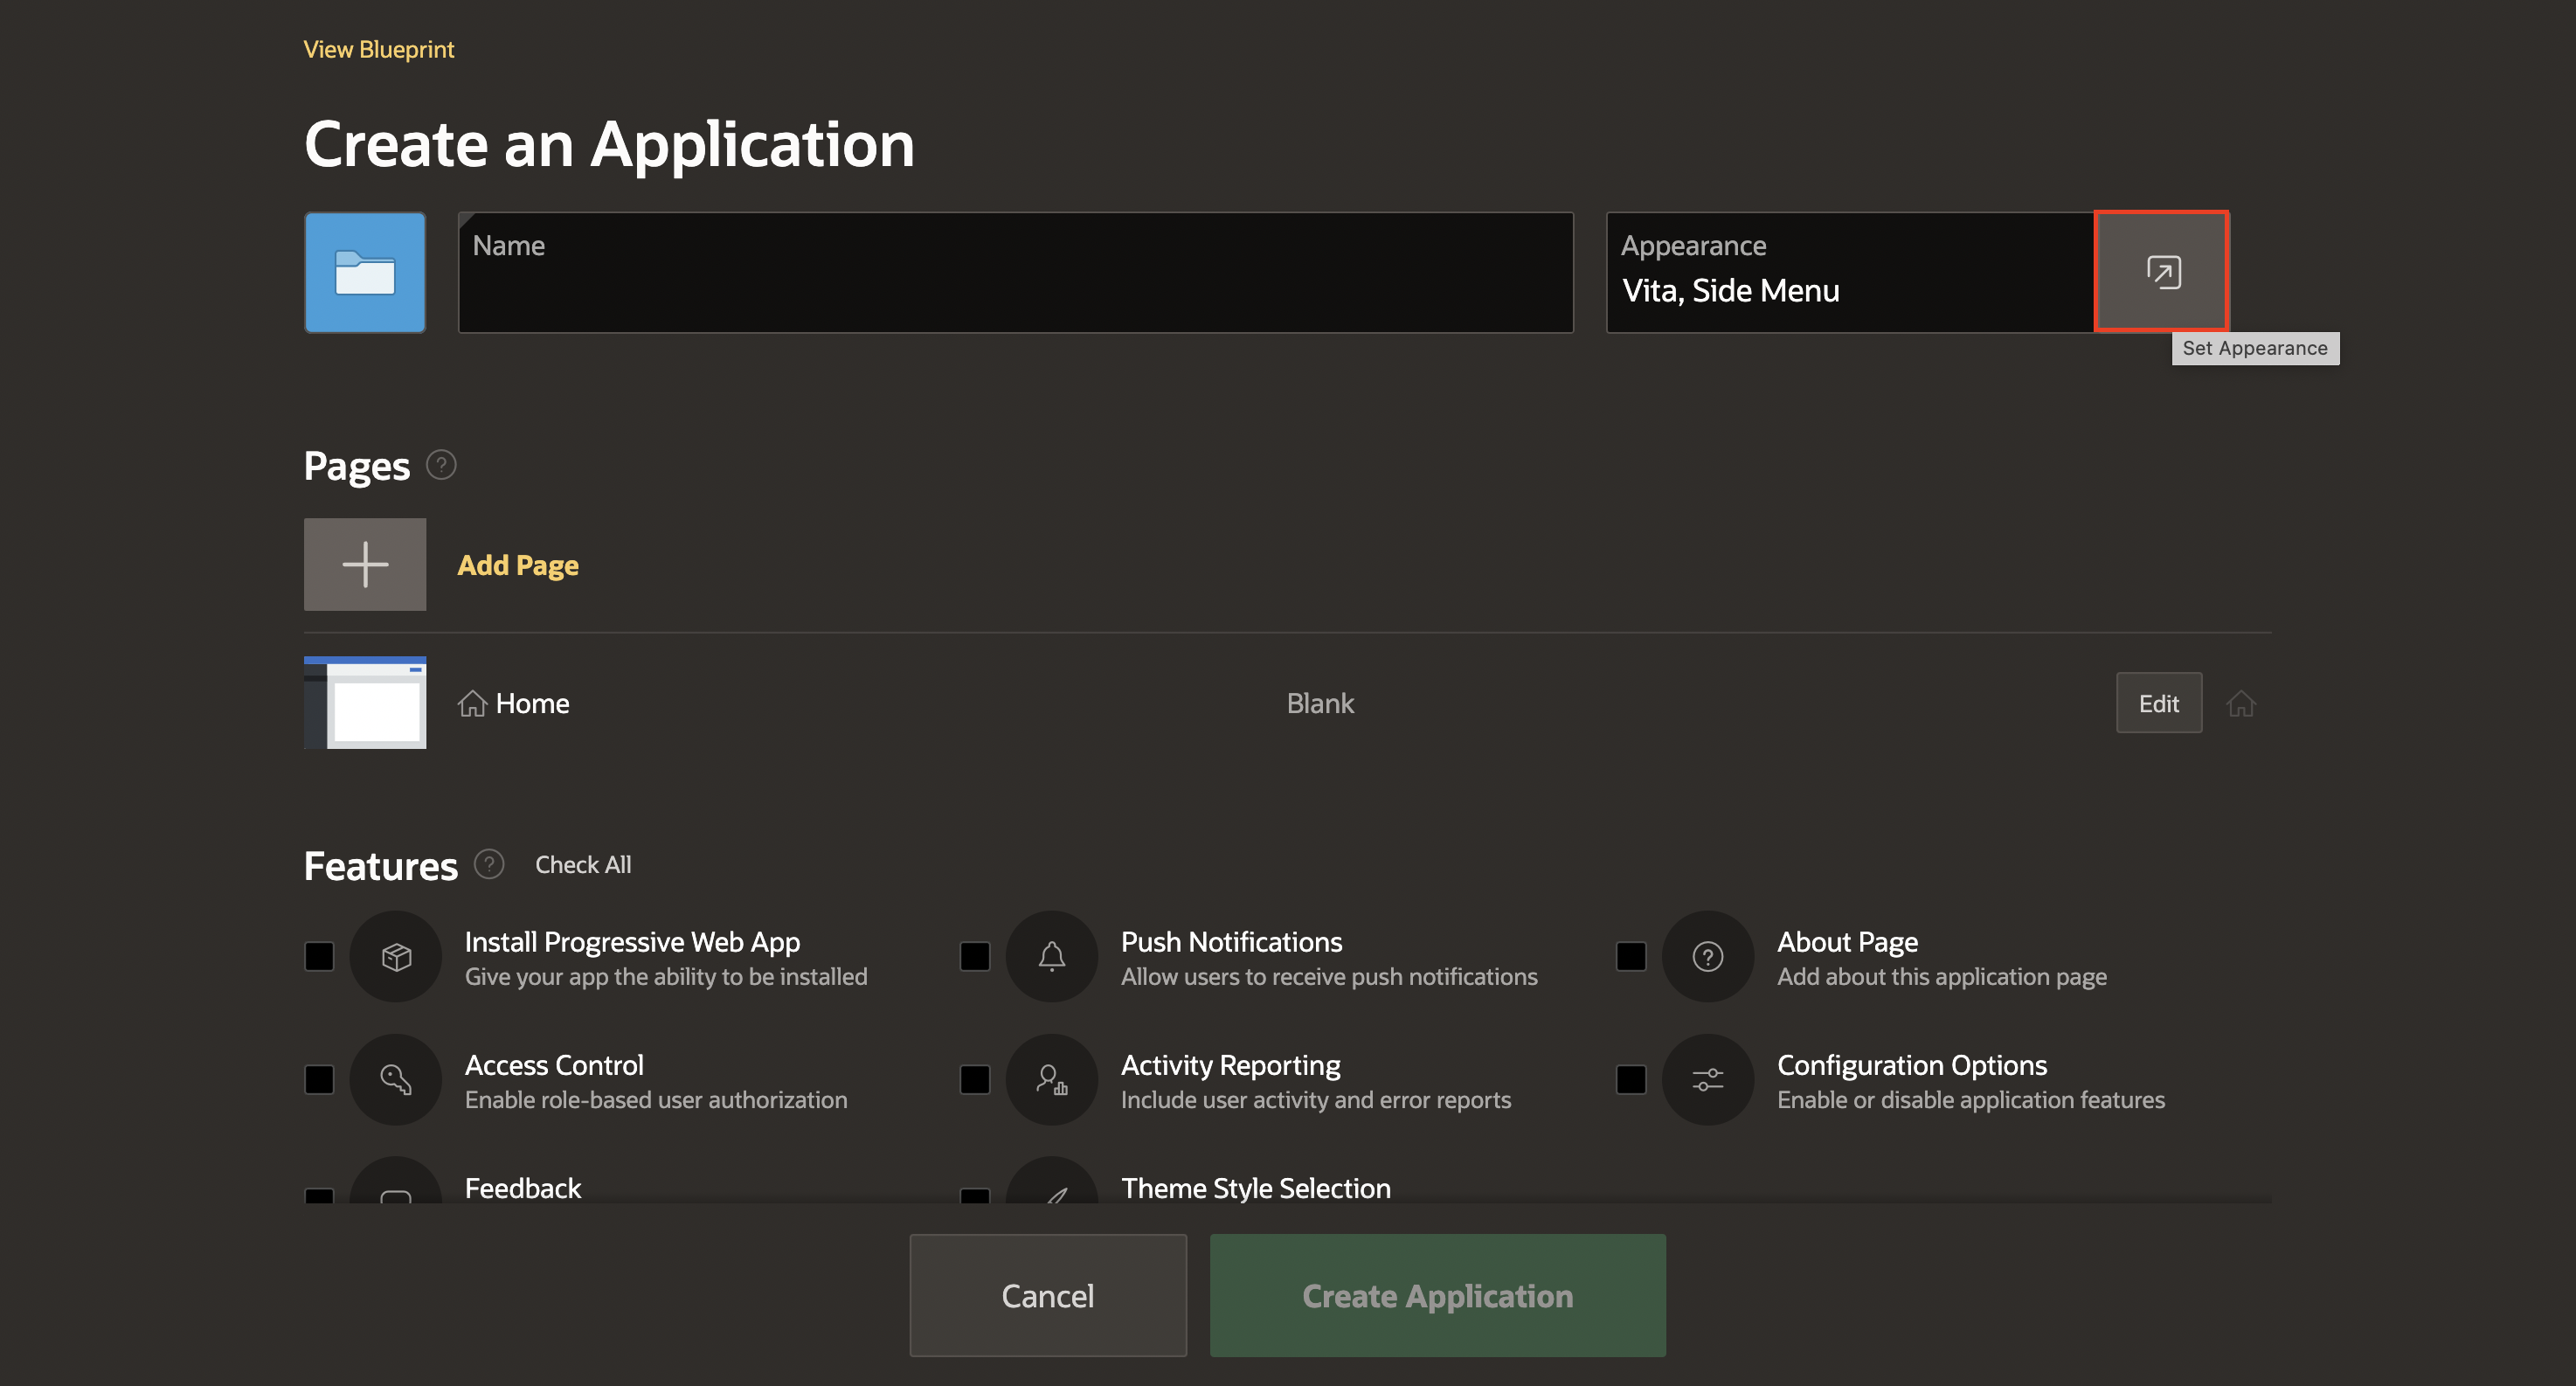 View Blueprint
Create an Application
Name
Appearance
Vita, Side Menu
Set Appearance
Pages ?
Add Page
Home Blank Edit
Features ? Check All
Install Progressive Web App
Give your app the ability to be installed
Push Notifications
Allow users to receive push notifications
? About Page
Add about this application page
Access Control
Enable role-based user authorization
Activity Reporting
Include user activity and error reports
Configuration Options
Enable or disable application features
Feedback
Theme Style Selection
Cancel
Create Application